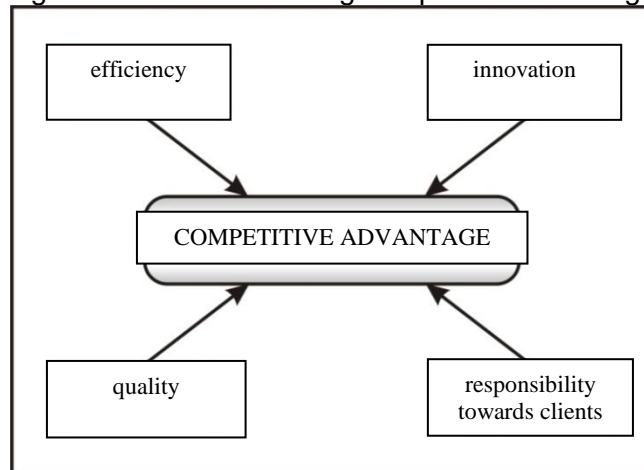 efficiency
innovation
COMPETITIVE ADVANTAGE
quality
responsibility
towards clients